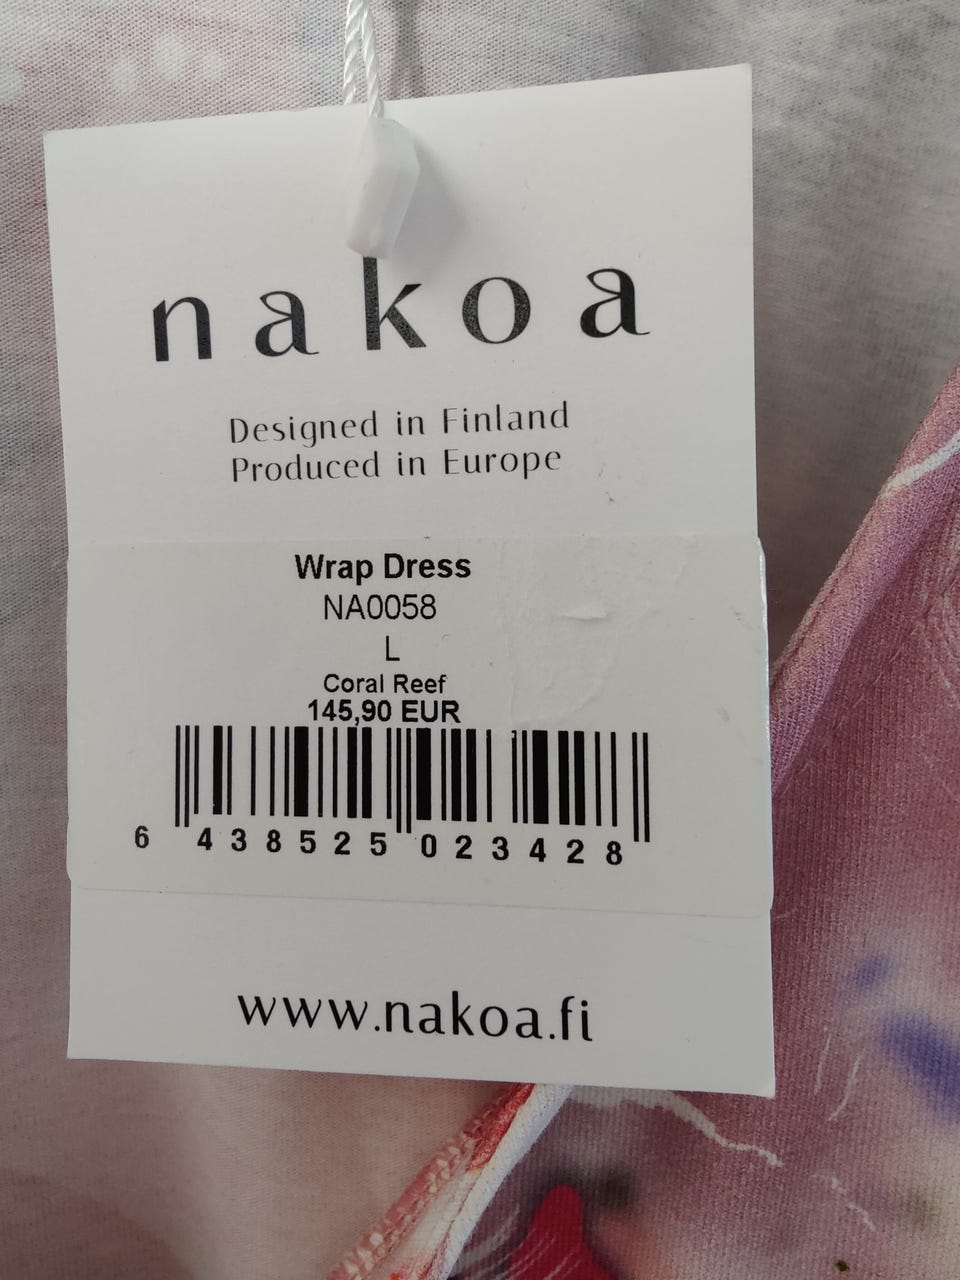 nakoa
Designed in Finland
Produced in Europe
Wrap Dress
NA0058
L
Coral Reef
145,90 EUR
6 438525 023428
www.nakoa.fi